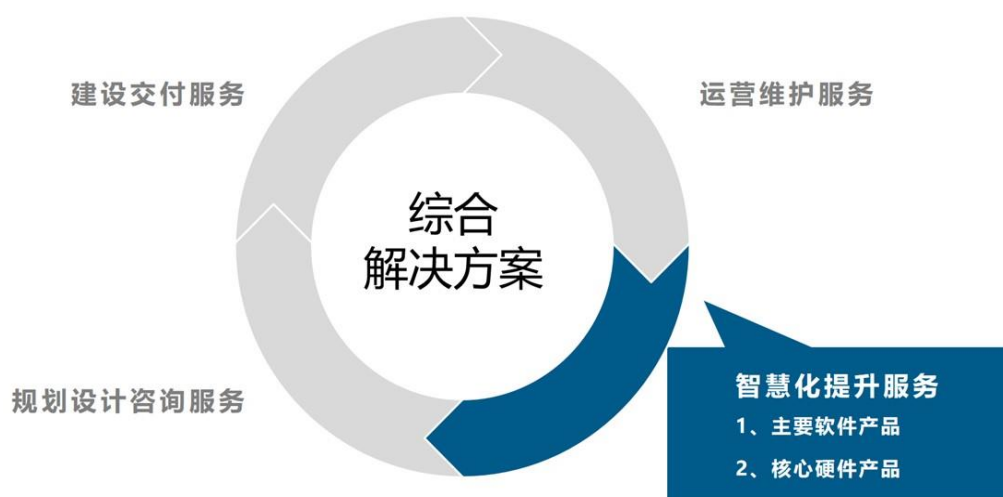 建设交付服务
运营维护服务
综合
解决方案
规划设计咨询服务
智慧化提升服务
1、主要软件产品
2、核心硬件产品